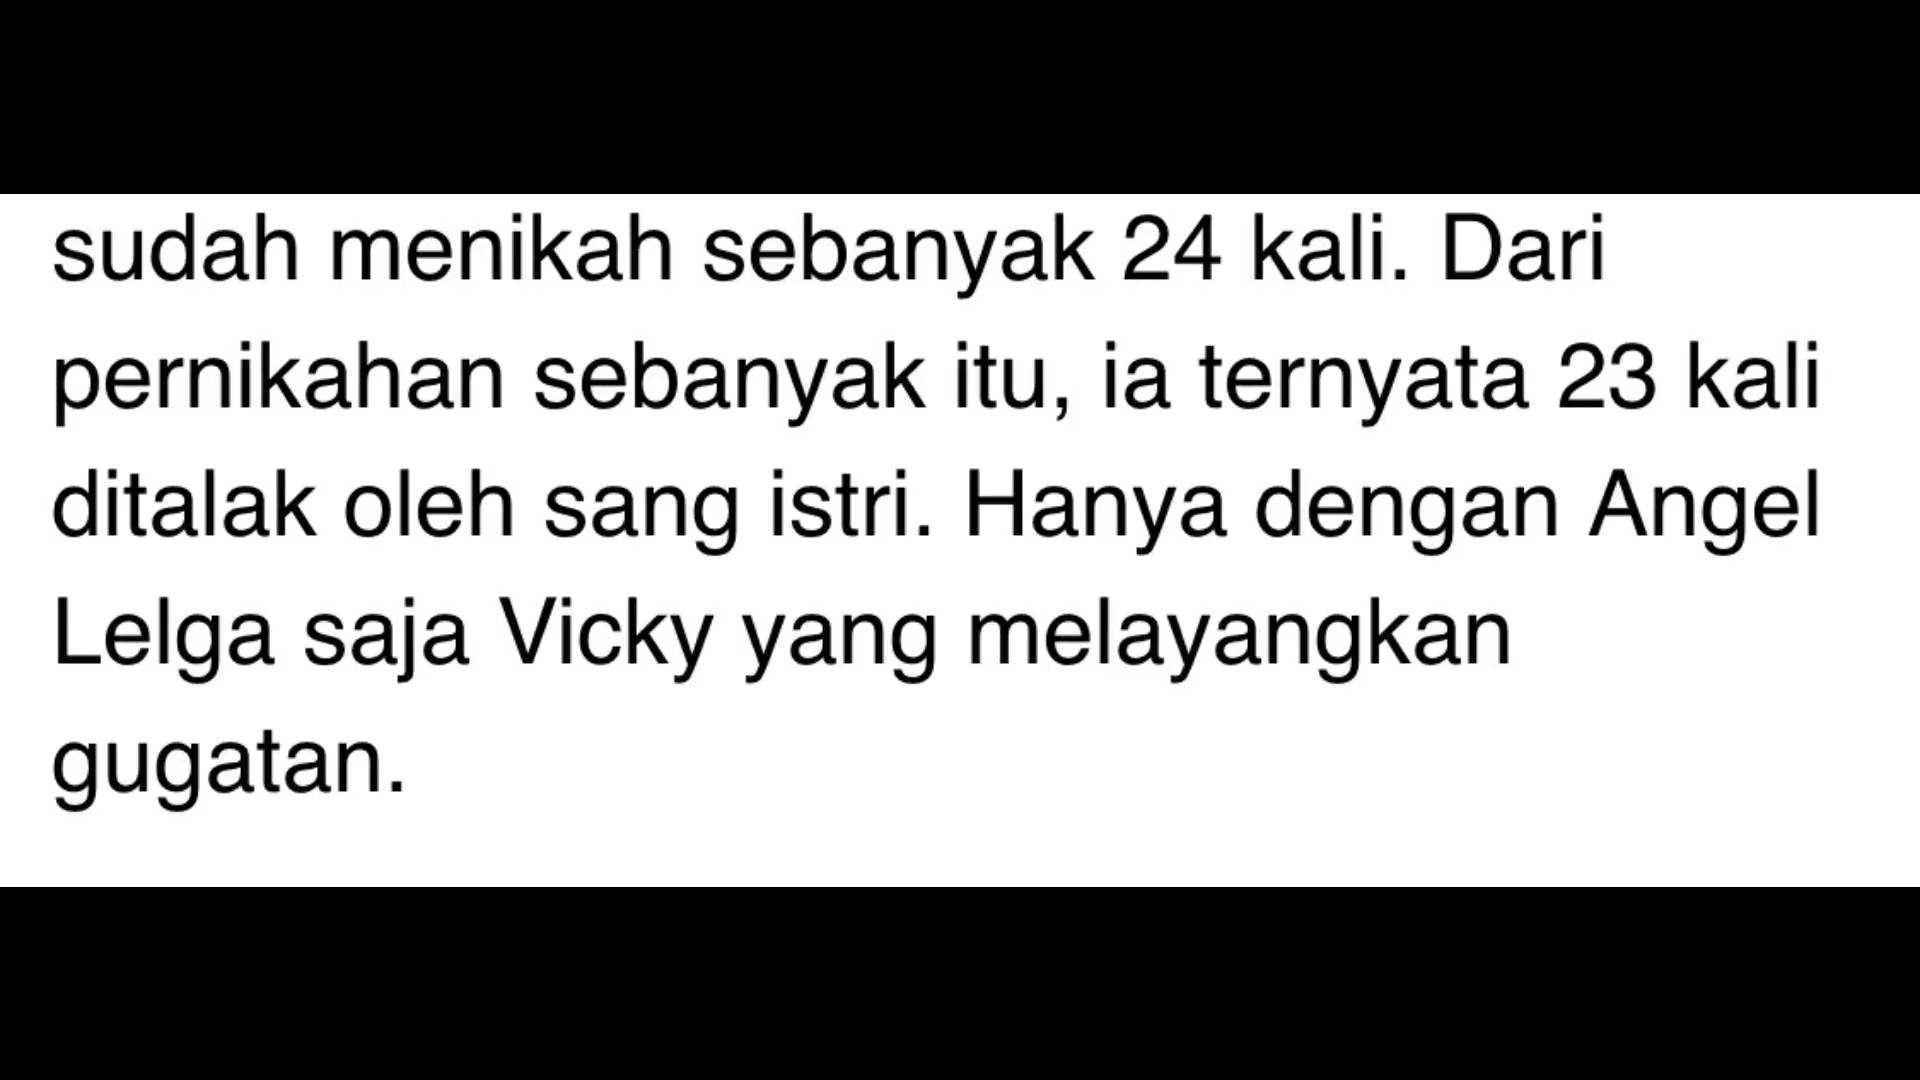 sudah menikah sebanyak 24 kali. Dari
pernikahan sebanyak itu, ia ternyata 23 kali
ditalak oleh sang istri. Hanya dengan Angel
Lelga saja Vicky yang melayangkan
gugatan.